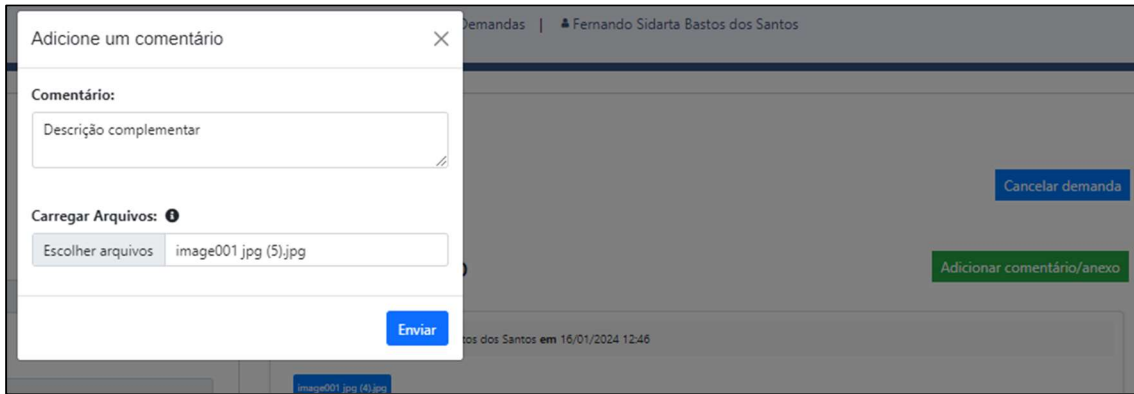 Adicione um comentário
Demandas | Fernando Sidarta Bastos dos Santos
Comentário:
Descrição complementar
Cancelar demanda
Carregar Arquivos:
Escolher arquivos image001 jpg (5).jpg
Adicionar comentário/anexo
Enviar
dos Santos em 16/01/2024 12:46
image001 jpg (4).jpg